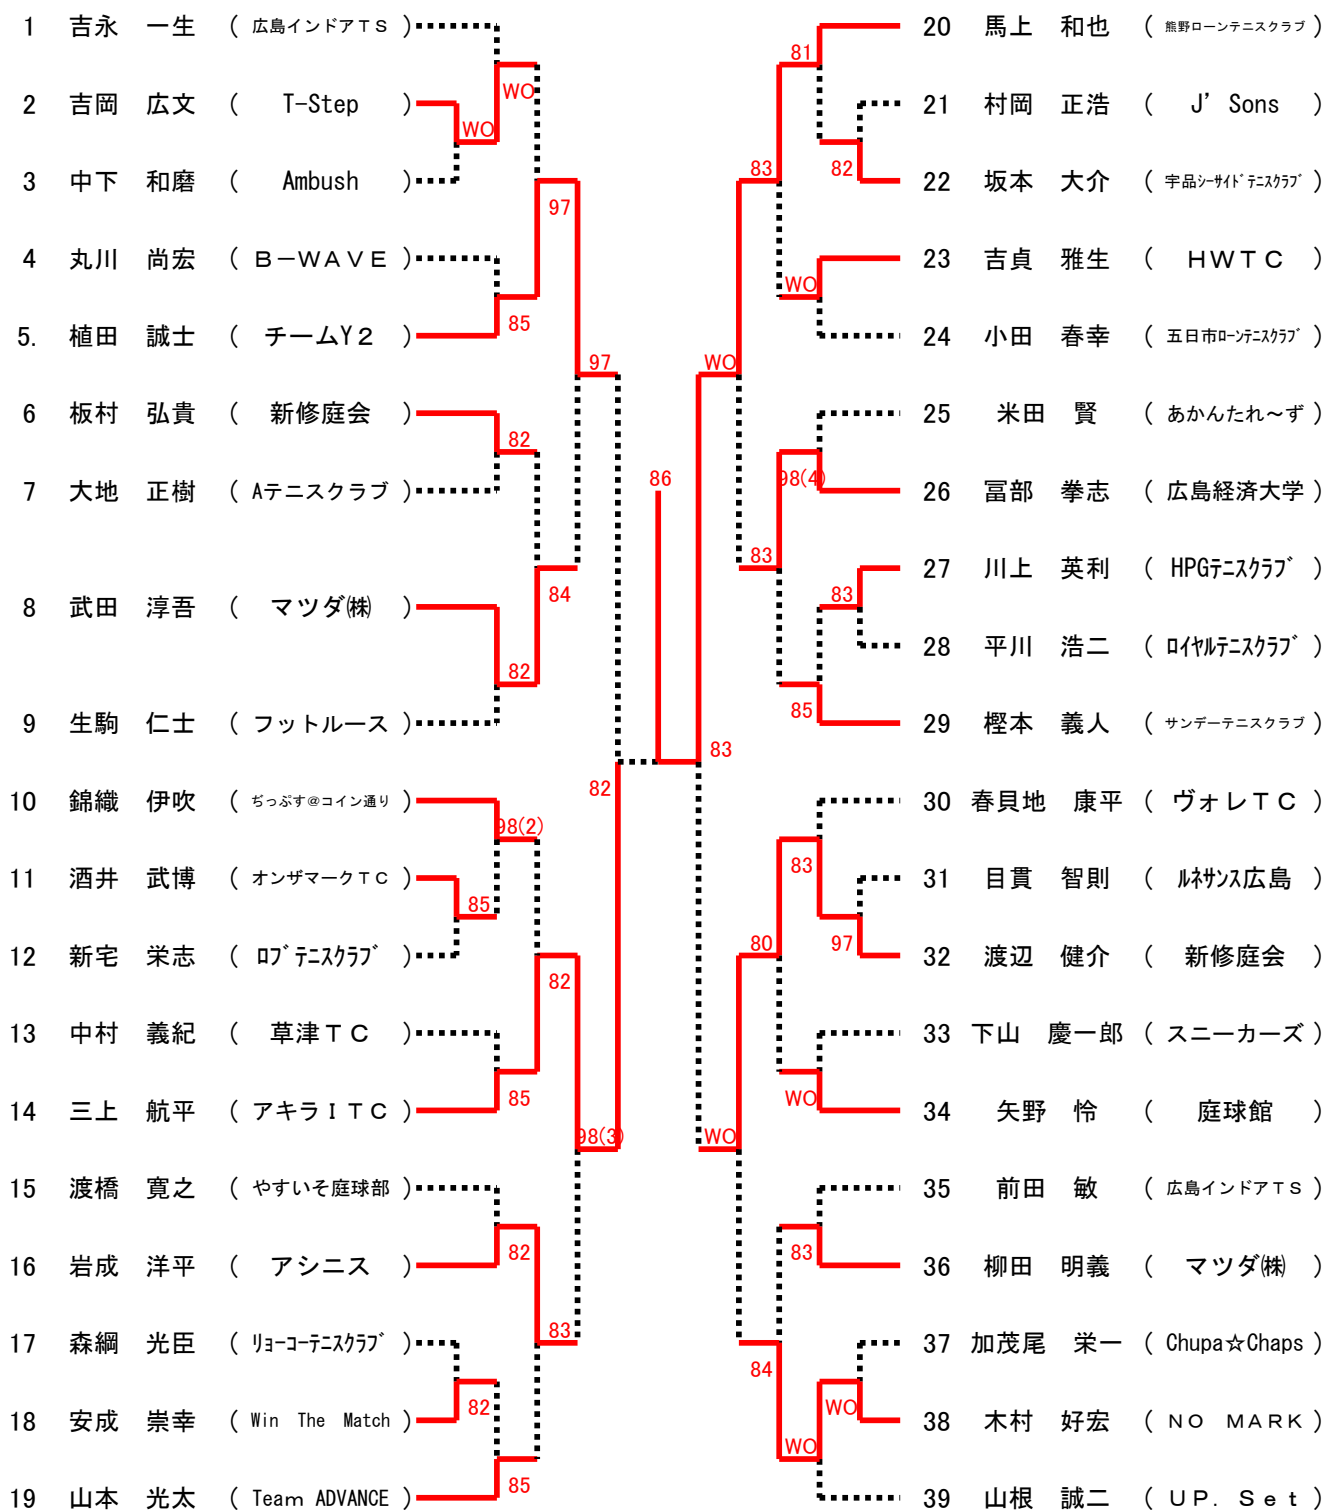 1 吉永 一生 ( 広島インドアTS )
WO
2 吉岡 広文 ( T-Step )
WO
3 中下 和磨 ( Ambush )
97
4 丸川 尚宏 ( B-WAVE )
85
5. 植田 誠士 ( チームY2 )
97
6 板村 弘貴 ( 新修庭会 )
82
7 大地 正樹 ( Aテニスクラブ )
84
8 武田 淳吾 ( マツダ㈱ )
82
9 生駒 仁士 ( フットルース )
82
10 錦織 伊吹 ( ぢっぷす@コイン通り )
98(2)
11 酒井 武博 ( オンザマークTC )
85
12 新宅 栄志 ( ロブテニスクラブ )
82
13 中村 義紀 ( 草津TC )
85
14 三上 航平 ( アキラITC )
98(3)
15 渡橋 寛之 ( やすいそ庭球部 )
82
16 岩成 洋平 ( アシニス )
83
17 森綱 光臣 ( リョーコーテニスクラブ )
82
18 安成 崇幸 ( Win The Match )
85
19 山本 光太 ( Team ADVANCE )
86
83
20 馬上 和也 ( 熊野ローンテニスクラブ )
81
21 村岡 正浩 ( J' Sons )
82
83
22 坂本 大介 ( 宇品シーサイドテニスクラブ )
23 吉貞 雅生 ( HWTC )
WO
24 小田 春幸 ( 五日市ローンテニスクラブ )
WO
25 米田 賢 ( あかんたれ～ず )
98(4)
26 冨部 拳志 ( 広島経済大学 )
83
27 川上 英利 ( HPGテニスクラブ )
83
28 平川 浩二 ( ロイヤルテニスクラブ )
85
29 樫本 義人 ( サンデーテニスクラブ )
30 春貝地 康平 ( ヴォレTC )
83
31 目貫 智則 ( ルネサンス広島 )
97
80
32 渡辺 健介 ( 新修庭会 )
33 下山 慶一郎 ( スニーカーズ )
WO
34 矢野 怜 ( 庭球館 )
WO
35 前田 敏 ( 広島インドアTS )
83
36 柳田 明義 ( マツダ㈱ )
84
37 加茂尾 栄一 ( Chupa☆Chaps )
WO
38 木村 好宏 ( NO MARK )
WO
39 山根 誠二 ( UP. Set )